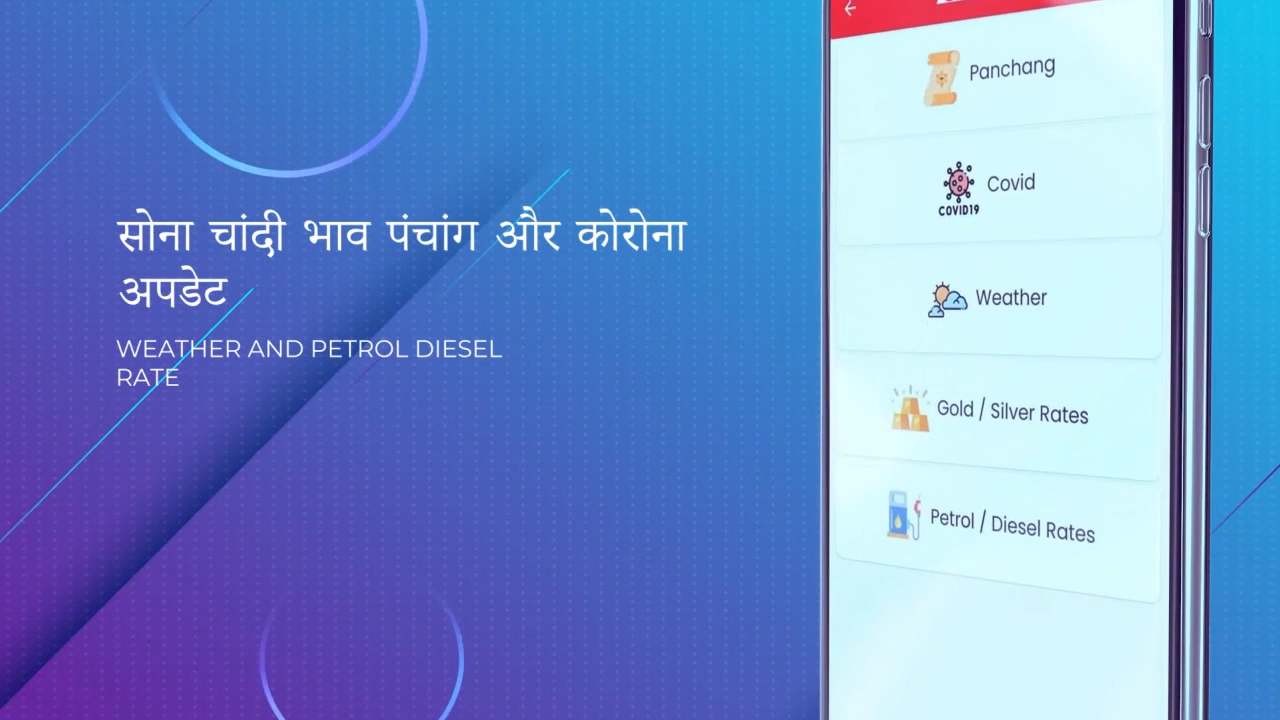 सोना चांदी भाव पंचांग और कोरोना
अपडेट
WEATHER AND PETROL DIESEL
RATE
Panchang
COVID19
Covid
Weather
Gold / Silver Rates
Petrol / Diesel Rates